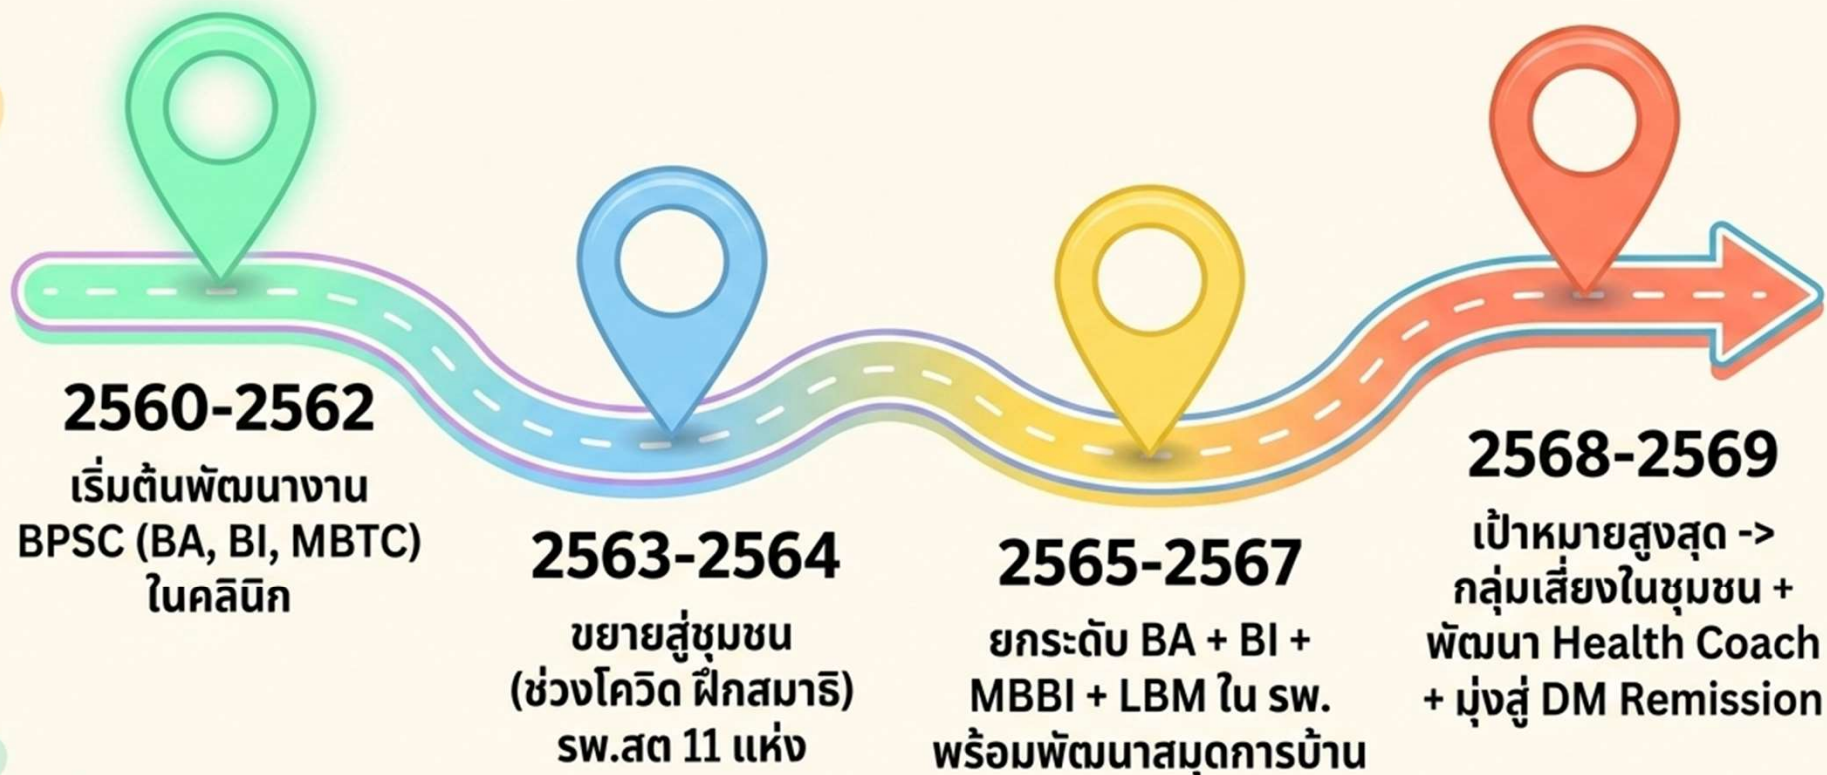 2560-2562
เริ่มต้นพัฒนางาน
BPSC (BA, BI, MBTC)
ในคลินิก
2563-2564
ขยายสู่ชุมชน
(ช่วงโควิด ฝึกสมาธิ)
รพ.สต 11 แห่ง
2565-2567
ยกระดับ BA + BI +
MBBI + LBM ใน รพ.
พร้อมพัฒนาสมุดการบ้าน
2568-2569
เป้าหมายสูงสุด ->
กลุ่มเสี่ยงในชุมชน +
พัฒนา Health Coach
+ มุ่งสู่ DM Remission